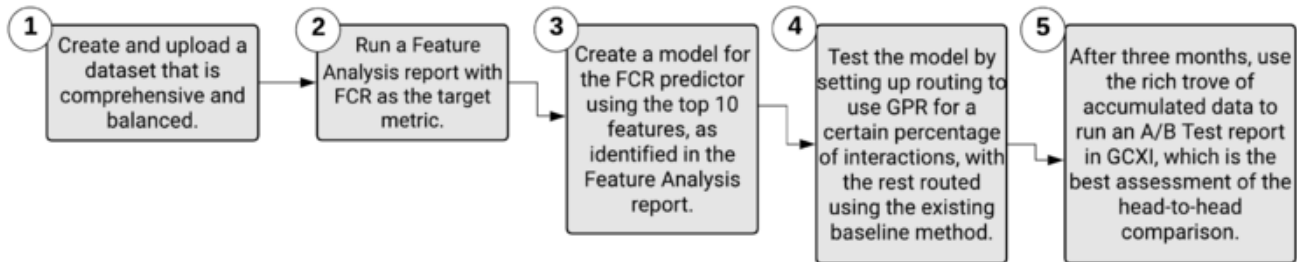 1
Create and upload a
dataset that is
comprehensive and
balanced.
2
Run a Feature
Analysis report with
FCR as the target
metric.
3
Create a model for
the FCR predictor
using the top 10
features, as
identified in the
Feature Analysis
report.
4
Test the model by
setting up routing to
use GPR for a
certain percentage
of interactions, with
the rest routed
using the existing
baseline method.
5
After three months, use
the rich trove of
accumulated data to
run an A/B Test report
in GCXI, which is the
best assessment of the
head-to-head
comparison.